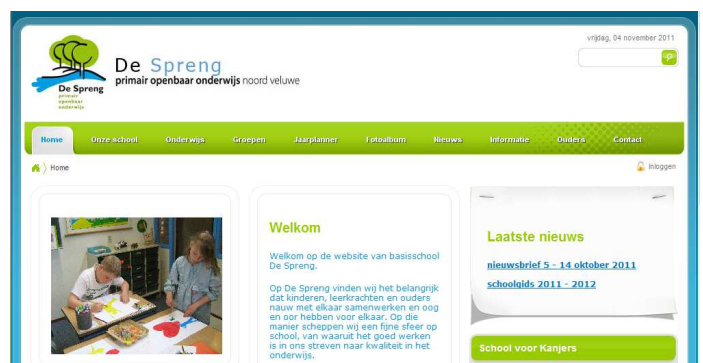 vrijdag, 04 november 2011
De Spreng
primair openbaar onderwijs noord veluwe
De Spreng
primair
openbaar
onderwijs
Home
Onze school
Onderwijs
Groepen
Jaarplanner
Fotoalbum
Nieuws
Informatie
Ouders
Contact
Home
Inloggen
Welkom
Welkom op de website van basisschool
De Spreng.
Op De Spreng vinden wij het belangrijk
dat kinderen, leerkrachten en ouders
nauw met elkaar samenwerken en oog
en oor hebben voor elkaar. Op die
manier scheppen wij een fijne sfeer op
school, van waaruit het goed werken
is in ons streven naar kwaliteit in het
onderwijs.
Laatste nieuws
nieuwsbrief 5 - 14 oktober 2011
schoolgids 2011 - 2012
School voor Kanjers